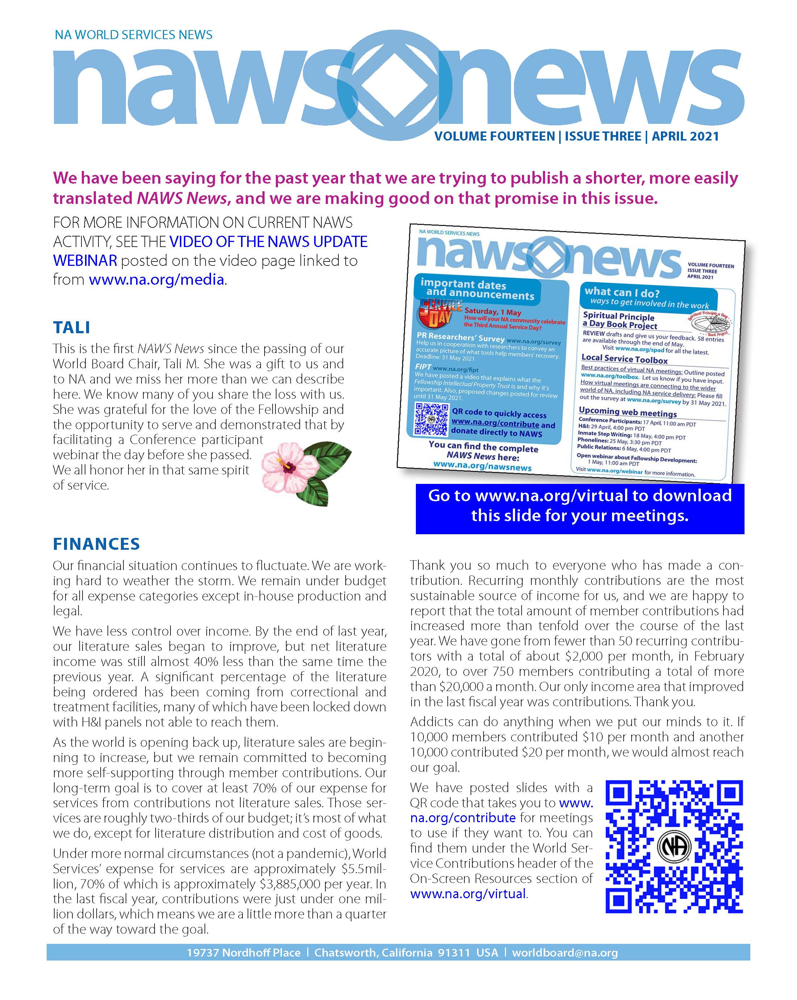 NA WORLD SERVICES NEWS
naws news
VOLUME FOURTEEN | ISSUE THREE | APRIL 2021
We have been saying for the past year that we are trying to publish a shorter, more easily
translated NAWS News, and we are making good on that promise in this issue.
FOR MORE INFORMATION ON CURRENT NAWS
ACTIVITY, SEE THE VIDEO OF THE NAWS UPDATE
WEBINAR posted on the video page linked to
from www.na.org/media.
TALI
This is the first NAWS News since the passing of our
World Board Chair, Tali M. She was a gift to us and
to NA and we miss her more than we can describe
here. We know many of you share the loss with us.
She was grateful for the love of the Fellowship and
the opportunity to serve and demonstrated that by
facilitating a Conference participant
webinar the day before she passed.
We all honor her in that same spirit
of service.
NA WORLD SERVICES NEWS
naws news
VOLUME FOURTEEN
ISSUE THREE
APRIL 2021
important dates
and announcements
SERVICE
DAY
Saturday, 1 May
How will your NA community celebrate
the Third Annual Service Day?
PR Researchers' Survey www.na.org/survey
Help us in cooperation with researchers to convey an
accurate picture of what tools help members' recovery.
Deadline: 31 May 2021
FIPT www.na.org/fipt
We have posted a video that explains what the
Fellowship Intellectual Property Trust is and why it's
important. Also, proposed changes posted for review
until 31 May 2021.
NA
QR code to quickly access
www.na.org/contribute and
donate directly to NAWS
You can find the complete
NAWS News here:
www.na.org/nawsnews
what can I do?
ways to get involved in the work
Spiritual Principle
a Day Book Project
Spiritual Principle a Day . . .
. . . Book Project
REVIEW drafts and give us your feedback. 58 entries
are available through the end of May.
Visit www.na.org/spad for all the latest.
Local Service Toolbox
Best practices of virtual NA meetings: Outline posted
www.na.org/toolbox. Let us know if you have input.
How virtual meetings are connecting to the wider
world of NA, including NA service delivery: Please fill
out the survey at www.na.org/survey by 31 May 2021.
Upcoming web meetings
Conference Participants: 17 April, 11:00 am PDT
H&I: 29 April, 4:00 pm PDT
Inmate Step Writing: 18 May, 4:00 pm PDT
Phonelines: 25 May, 3:30 pm PDT
Public Relations: 6 May, 4:00 pm PDT
Open webinar about Fellowship Development:
1 May, 11:00 am PDT
Visit www.na.org/webinar for more information.
Go to www.na.org/virtual to download
this slide for your meetings.
FINANCES
Our financial situation continues to fluctuate. We are work-
ing hard to weather the storm. We remain under budget
for all expense categories except in-house production and
legal.
We have less control over income. By the end of last year,
our literature sales began to improve, but net literature
income was still almost 40% less than the same time the
previous year. A significant percentage of the literature
being ordered has been coming from correctional and
treatment facilities, many of which have been locked down
with H&I panels not able to reach them.
As the world is opening back up, literature sales are begin-
ning to increase, but we remain committed to becoming
more self-supporting through member contributions. Our
long-term goal is to cover at least 70% of our expense for
services from contributions not literature sales. Those ser-
vices are roughly two-thirds of our budget; it's most of what
we do, except for literature distribution and cost of goods.
Under more normal circumstances (not a pandemic), World
Services' expense for services are approximately $5.5mil-
lion, 70% of which is approximately $3,885,000 per year. In
the last fiscal year, contributions were just under one mil-
lion dollars, which means we are a little more than a quarter
of the way toward the goal.
Thank you so much to everyone who has made a con-
tribution. Recurring monthly contributions are the most
sustainable source of income for us, and we are happy to
report that the total amount of member contributions had
increased more than tenfold over the course of the last
year. We have gone from fewer than 50 recurring contribu-
tors with a total of about $2,000 per month, in February
2020, to over 750 members contributing a total of more
than $20,000 a month. Our only income area that improved
in the last fiscal year was contributions. Thank you.
Addicts can do anything when we put our minds to it. If
10,000 members contributed $10 per month and another
10,000 contributed $20 per month, we would almost reach
our goal.
We have posted slides with a
QR code that takes you to www.
na.org/contribute for meetings
to use if they want to. You can
find them under the World Ser-
vice Contributions header of the
On-Screen Resources section of
www.na.org/virtual.
NA
19737 Nordhoff Place | Chatsworth, California 91311 USA | worldboard@na.org